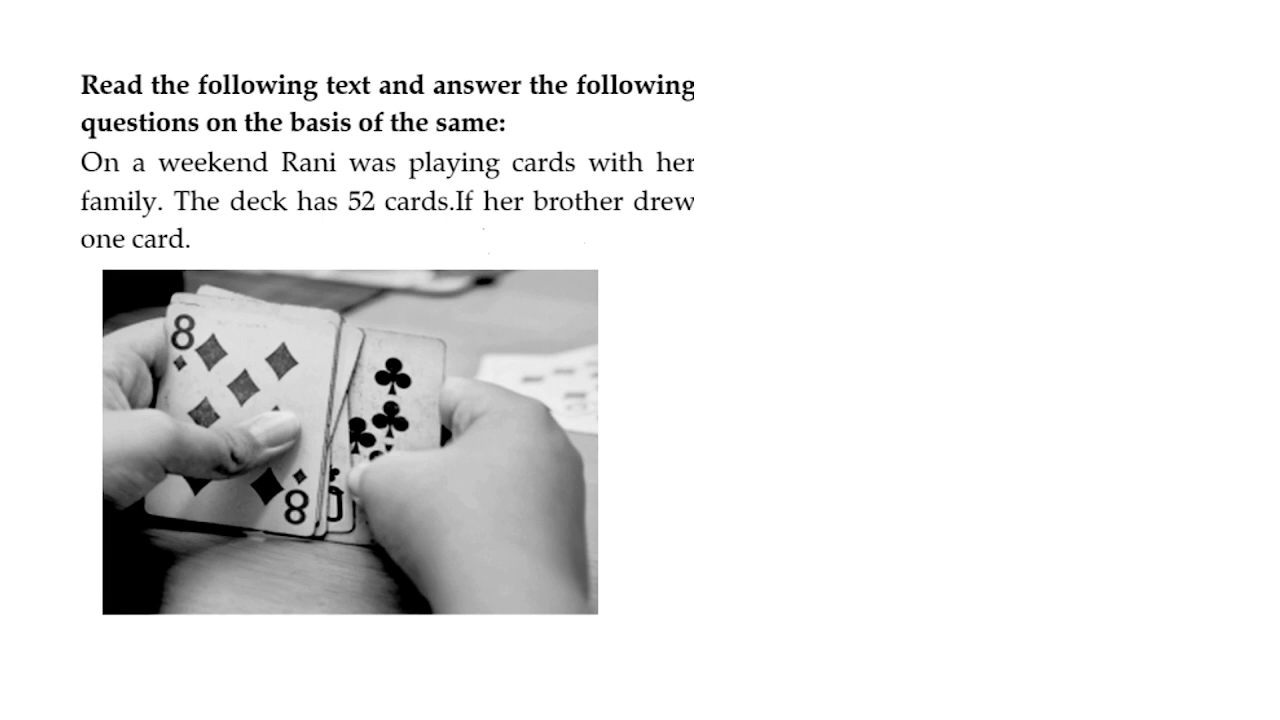 Read the following text and answer the following
questions on the basis of the same:
On a weekend Rani was playing cards with her
family. The deck has 52 cards.If her brother drew
one card.
8
8